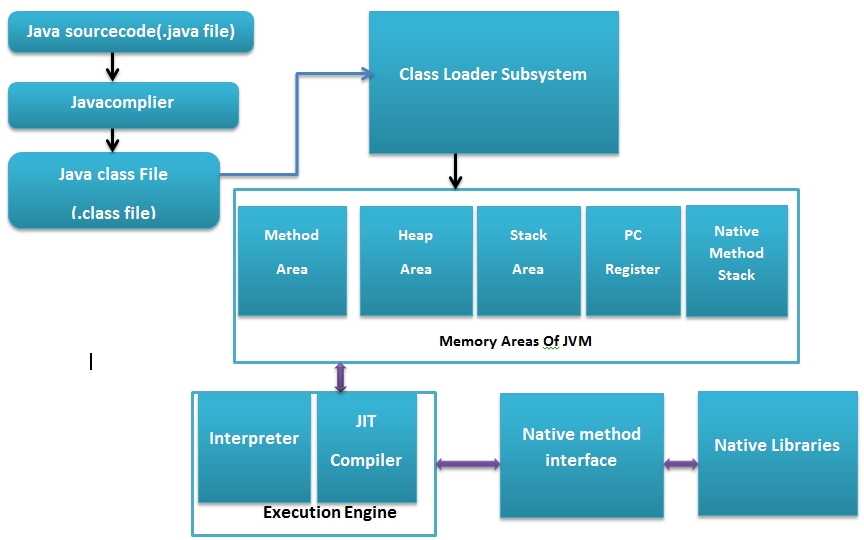 Java sourcecode(.java file)
Javacomplier
Java class File
(.class file)
Class Loader Subsystem
Method
Area
Heap
Area
Stack
Area
PC
Register
Native
Method
Stack
Memory Areas Of JVM
Interpreter
JIT
Compiler
Execution Engine
Native method
interface
Native Libraries